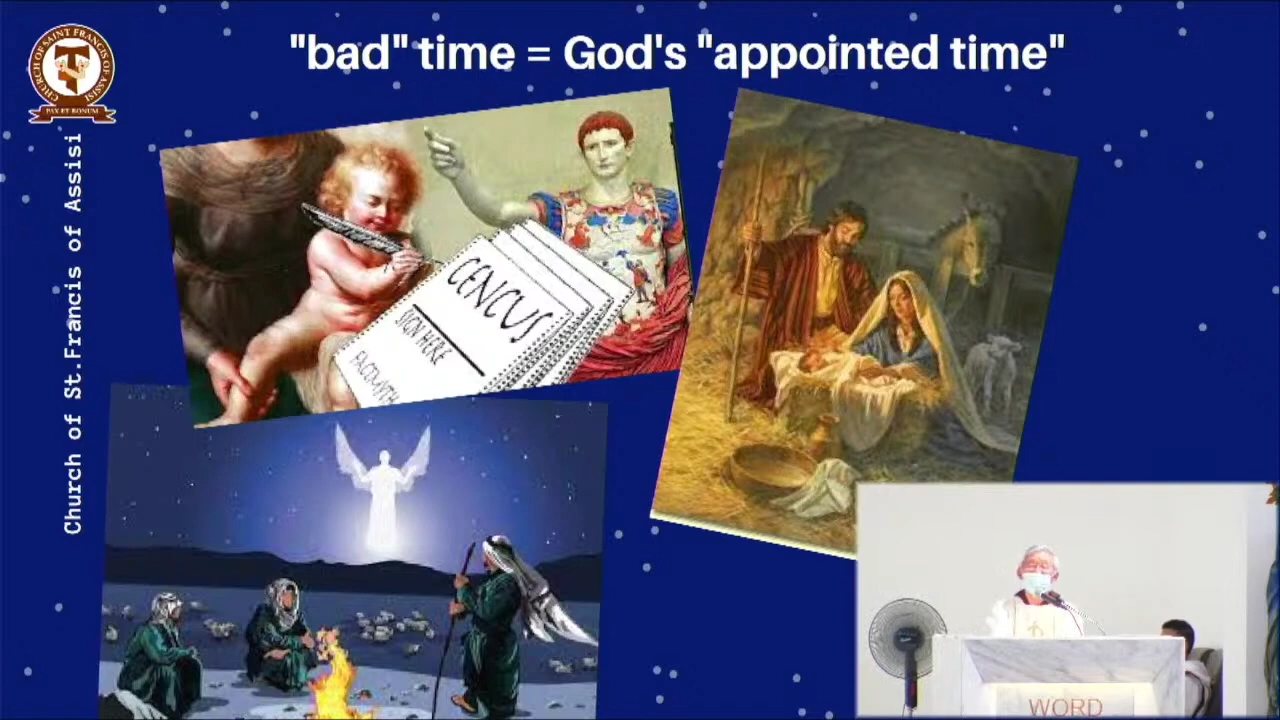 "bad" time = God's "appointed time"
CHURCH OF SAINT FRANCIS OF ASSISI
PAX ET BONUM
Church of St.Francis of Assisi
CENCUS
SIGN HERE
WORD